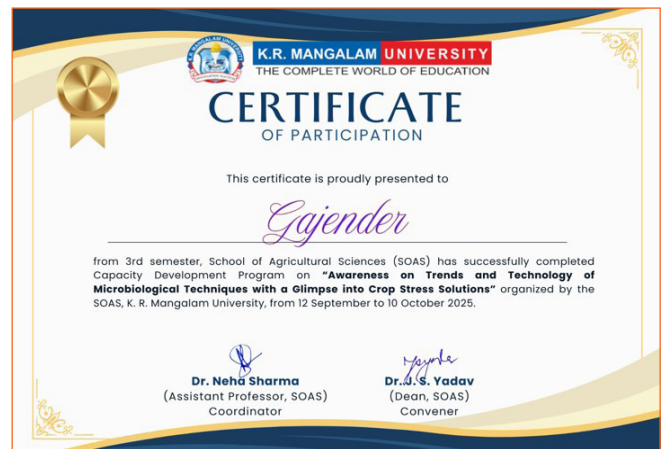 K.R. MANGALAM UNIVERSITY
THE COMPLETE WORLD OF EDUCATION
CERTIFICATE
OF PARTICIPATION
This certificate is proudly presented to
Gajender
from 3rd semester, School of Agricultural Sciences (SOAS) has successfully completed
Capacity Development Program on “Awareness on Trends and Technology of
Microbiological Techniques with a Glimpse into Crop Stress Solutions” organized by the
SOAS, K. R. Mangalam University, from 12 September to 10 October 2025.
Dr. Neha Sharma
(Assistant Professor, SOAS)
Coordinator
Dr. J. S. Yadav
(Dean, SOAS)
Convener